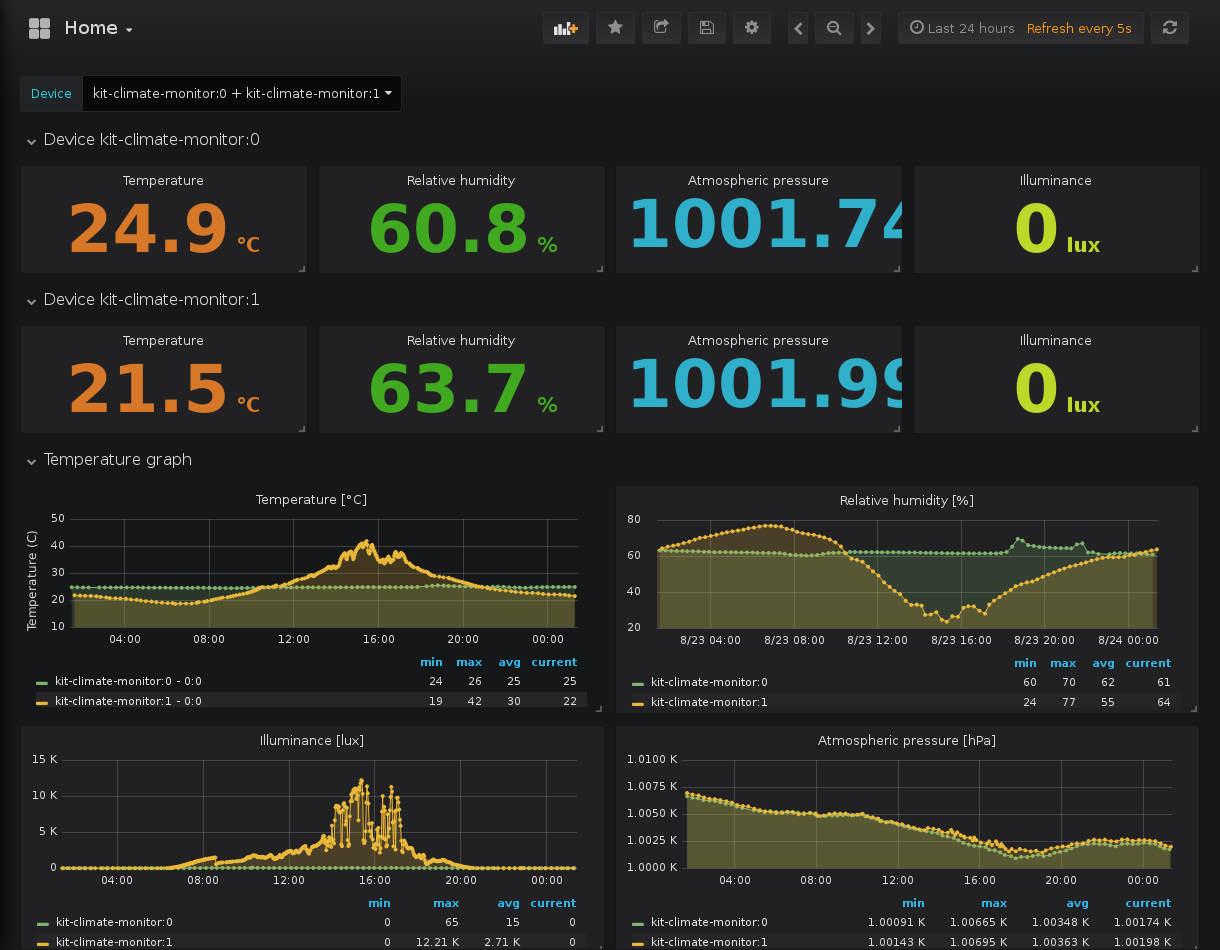 Home
Last 24 hours Refresh every 5s
Device kit-climate-monitor:0 + kit-climate-monitor:1
Device kit-climate-monitor:0
Temperature Relative humidity Atmospheric pressure Illuminance
24.9 °C 60.8 % 1001.74 0 lux
Device kit-climate-monitor:1
Temperature Relative humidity Atmospheric pressure Illuminance
21.5 °C 63.7 % 1001.99 0 lux
Temperature graph
Temperature [°C]
Temperature (C)
50
40
30
20
10
04:00 08:00 12:00 16:00 20:00 00:00
min max avg current
kit-climate-monitor:0 - 0:0 24 26 25 25
kit-climate-monitor:1 - 0:0 19 42 30 22
Relative humidity [%]
80
60
40
20
8/23 04:00 8/23 08:00 8/23 12:00 8/23 16:00 8/23 20:00 8/24 00:00
min max avg current
kit-climate-monitor:0 60 70 62 61
kit-climate-monitor:1 24 77 55 64
Illuminance [lux]
15 K
10 K
5 K
0
04:00 08:00 12:00 16:00 20:00 00:00
min max avg current
kit-climate-monitor:0 0 65 15 0
kit-climate-monitor:1 0 12.21 K 2.71 K 0
Atmospheric pressure [hPa]
1.0100 K
1.0075 K
1.0050 K
1.0025 K
1.0000 K
04:00 08:00 12:00 16:00 20:00 00:00
min max avg current
kit-climate-monitor:0 1.00091 K 1.00665 K 1.00348 K 1.00174 K
kit-climate-monitor:1 1.00143 K 1.00695 K 1.00363 K 1.00198 K